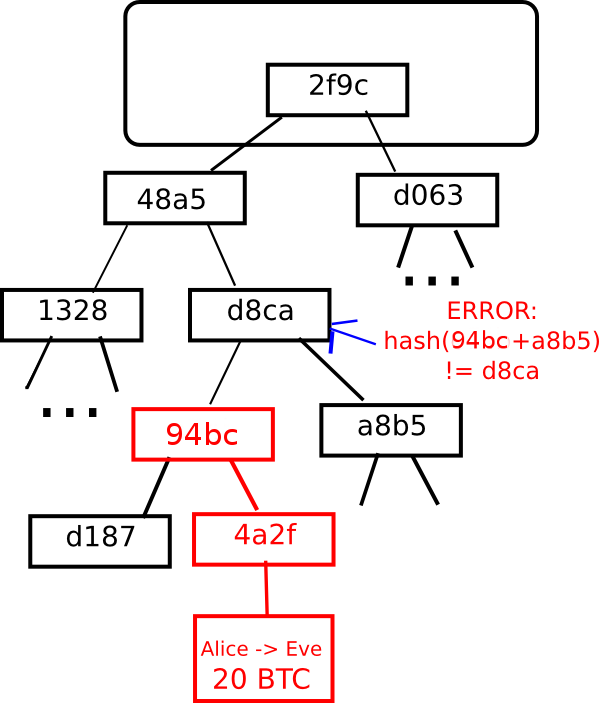 2f9c
48a5
d063
...
1328
d8ca
ERROR:
hash(94bc+a8b5)
!= d8ca
...
94bc
a8b5
d187
4a2f
Alice -> Eve
20 BTC